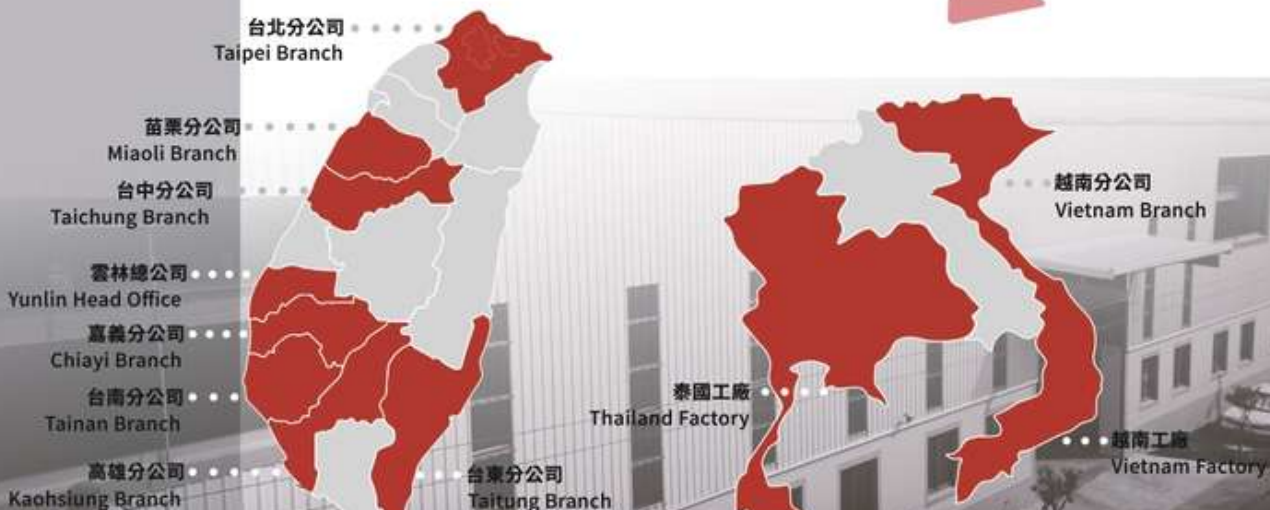 台北分公司
Taipei Branch
苗栗分公司
Miaoli Branch
台中分公司
Taichung Branch
雲林總公司
Yunlin Head Office
嘉義分公司
Chiayi Branch
台南分公司
Tainan Branch
高雄分公司
Kaohsiung Branch
台東分公司
Taitung Branch
越南分公司
Vietnam Branch
泰國工廠
Thailand Factory
越南工廠
Vietnam Factory